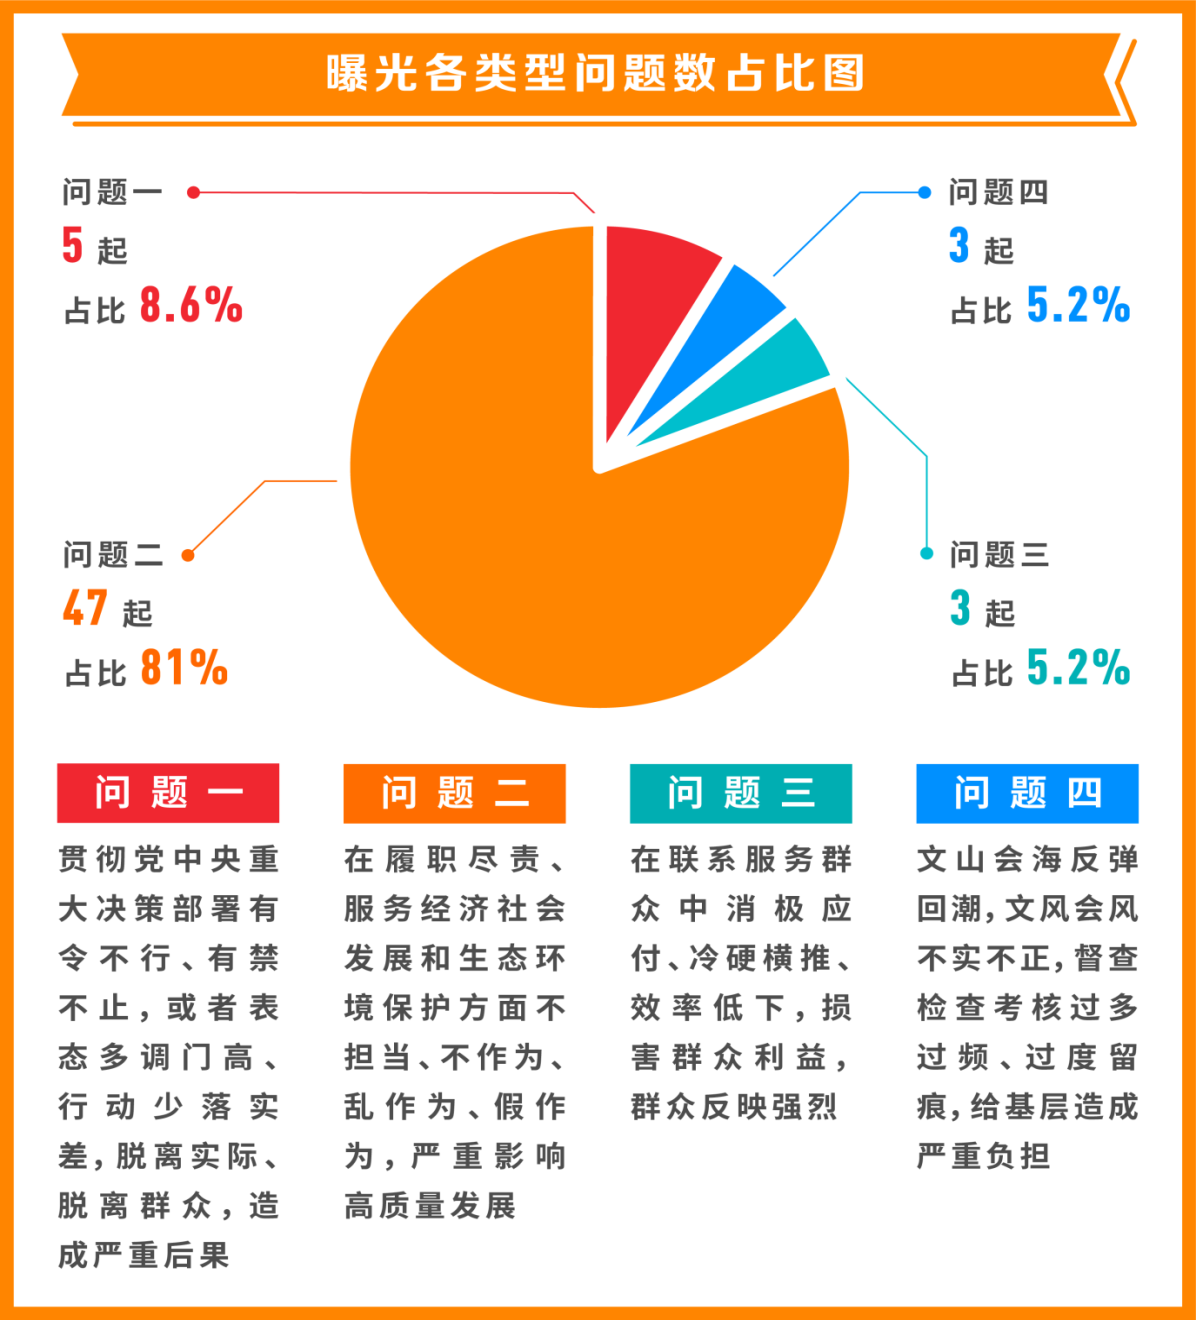 曝光各类型问题数占比图
问题一
5 起
占比 8.6%
问题四
3 起
占比 5.2%
问题二
47 起
占比 81%
问题三
3 起
占比 5.2%
问题一
贯彻党中央重
大决策部署有
令不行、有禁
不止，或者表
态多调门高、
行动少落实
差，脱离实际、
脱离群众，造
成严重后果
问题二
在履职尽责、
服务经济社会
发展和生态环
境保护方面不
担当、不作为、
乱作为、假作
为，严重影响
高质量发展
问题三
在联系服务群
众中消极应
付、冷硬横推、
效率低下，损
害群众利益，
群众反映强烈
问题四
文山会海反弹
回潮，文风会风
不实不正，督查
检查考核过多
过频、过度留
痕，给基层造成
严重负担